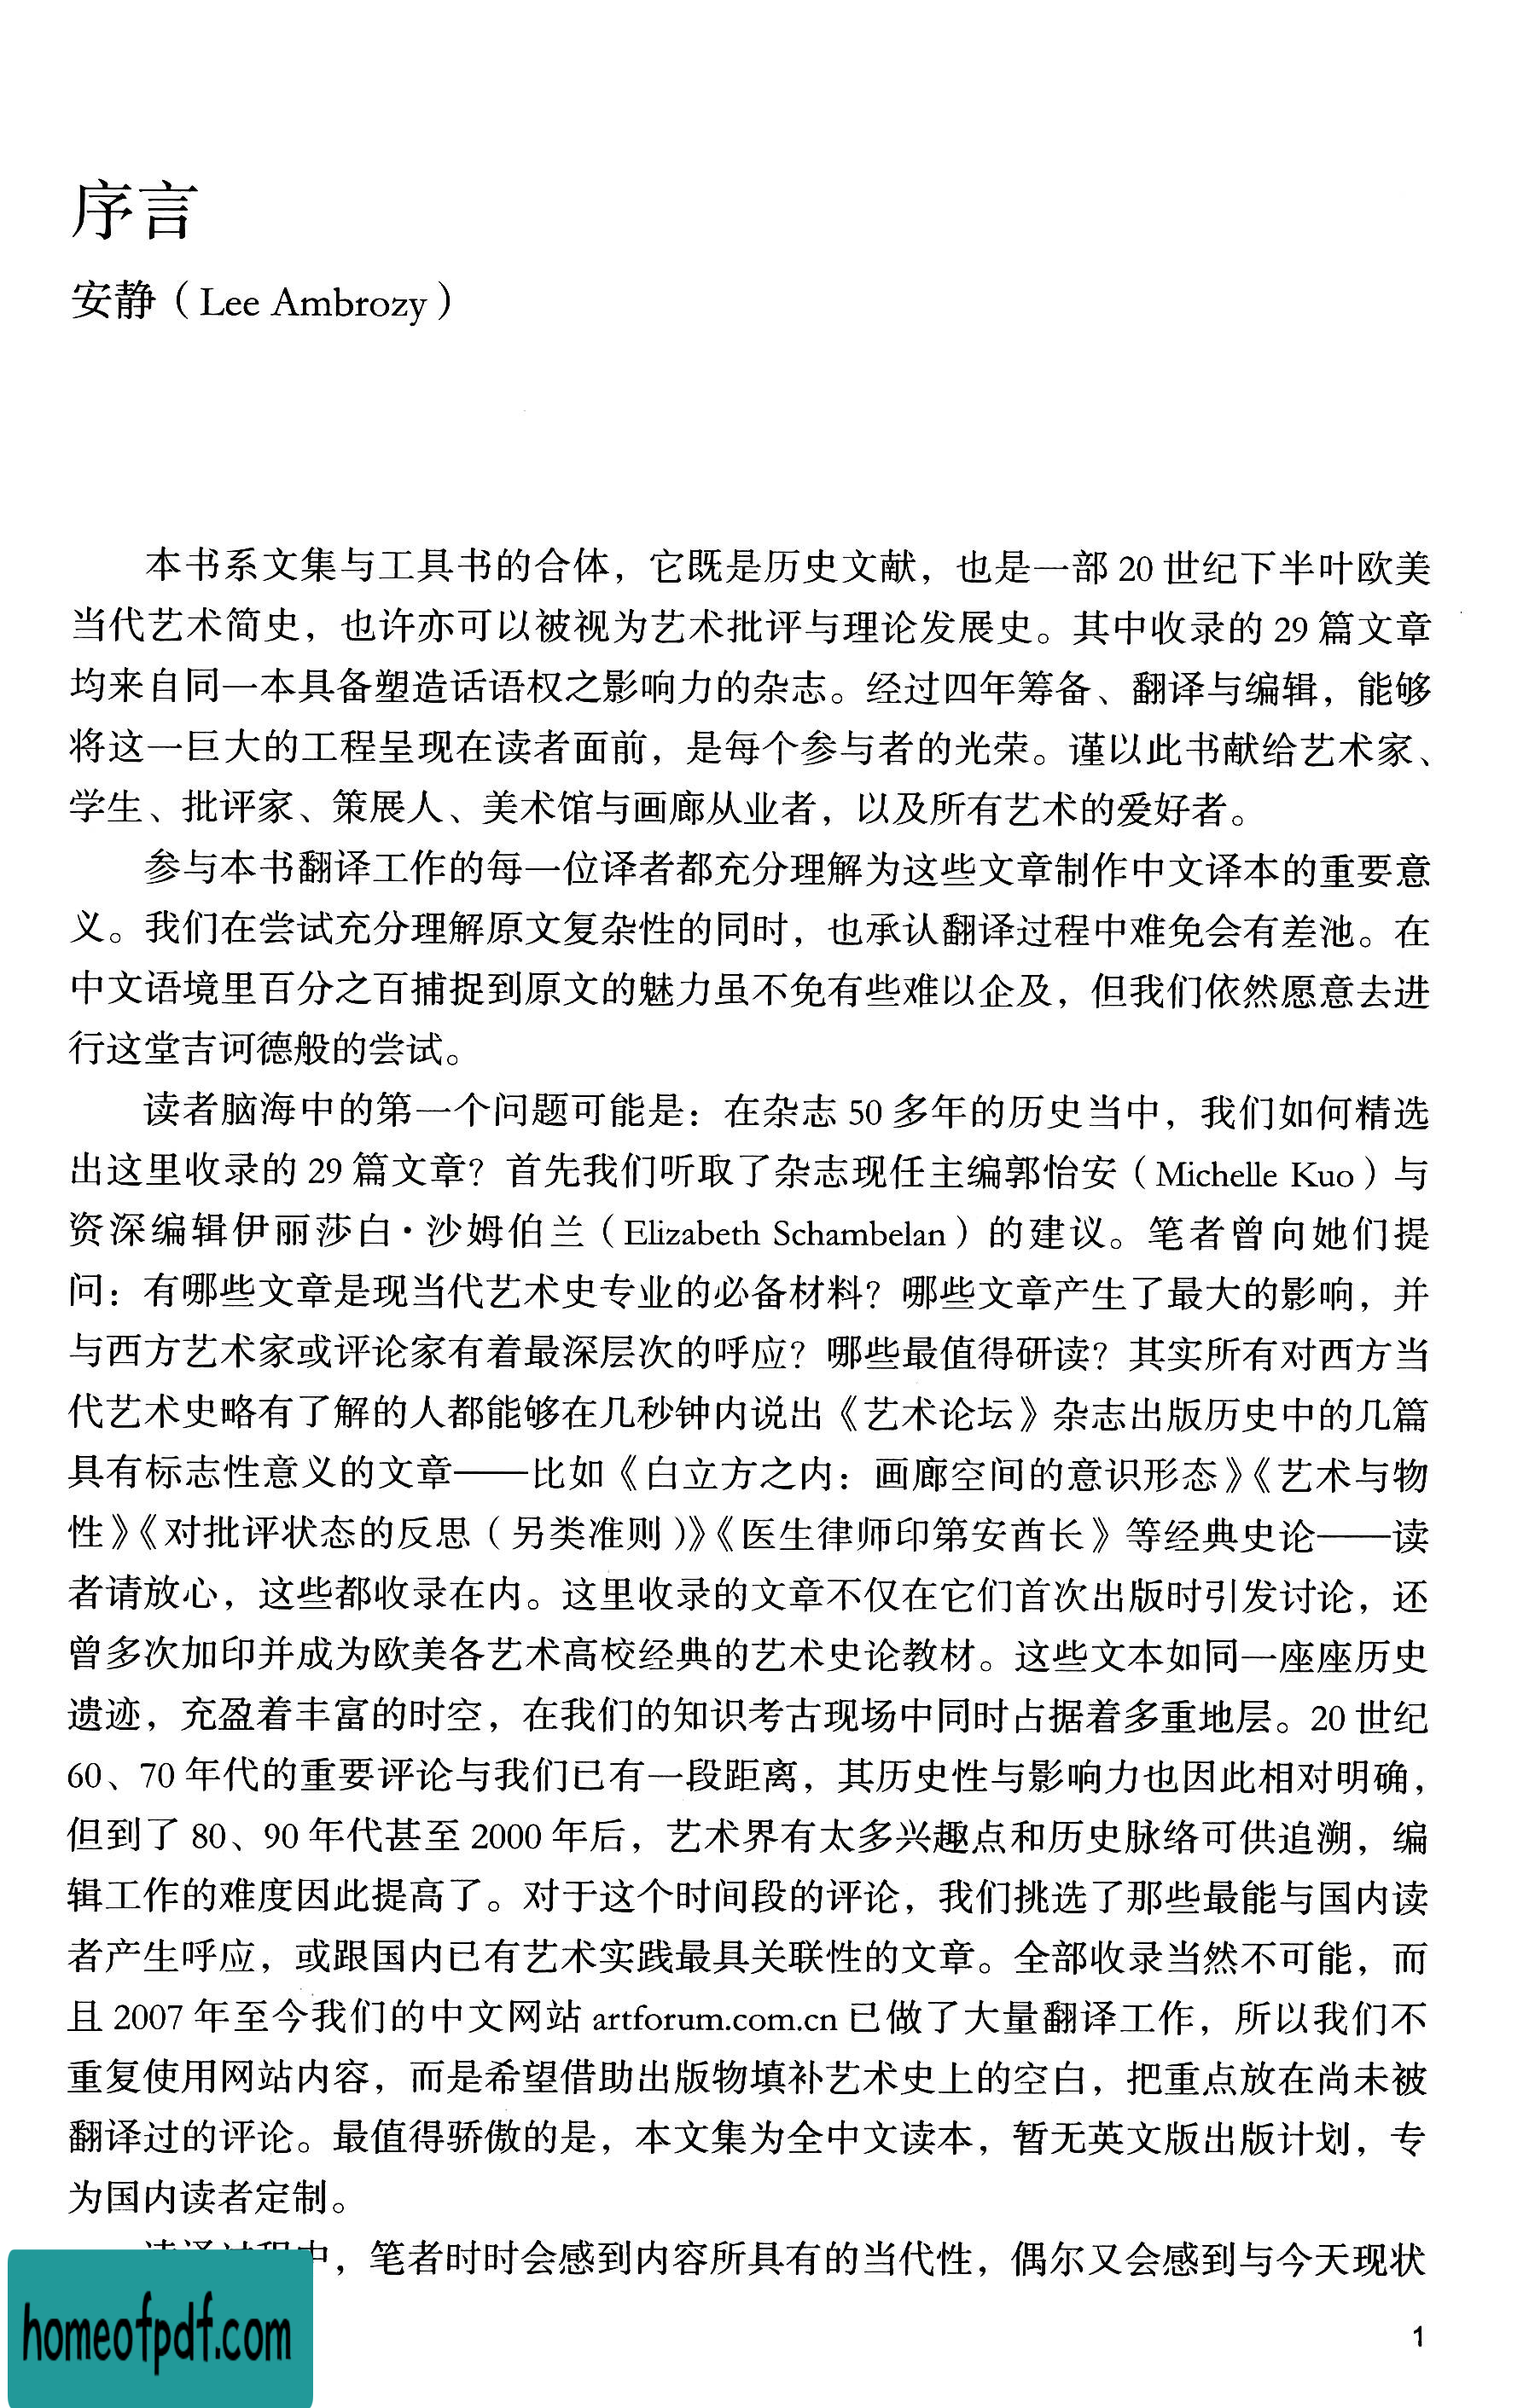 序言
安静（Lee Ambrozy）
本书系文集与工具书的合体，它既是历史文献，也是一部 20 世纪下半叶欧美
当代艺术简史，也许亦可以被视为艺术批评与理论发展史。其中收录的 29 篇文章
均来自同一本具备塑造话语权之影响力的杂志。经过四年筹备、翻译与编辑，能够
将这一巨大的工程呈现在读者面前，是每个参与者的光荣。谨以此书献给艺术家、
学生、批评家、策展人、美术馆与画廊从业者，以及所有艺术的爱好者。
参与本书翻译工作的每一位译者都充分理解为这些文章制作中文译本的重要意
义。我们在尝试充分理解原文复杂性的同时，也承认翻译过程中难免会有差池。在
中文语境里百分之百捕捉到原文的魅力虽不免有些难以企及，但我们依然愿意去进
行这堂吉诃德般的尝试。
读者脑海中的第一个问题可能是：在杂志 50 多年的历史当中，我们如何精选
出这里收录的 29 篇文章？首先我们听取了杂志现任主编郭怡安（Michelle Kuo）与
资深编辑伊丽莎白·沙姆伯兰（Elizabeth Schambelan）的建议。笔者曾向她们提
问：有哪些文章是现当代艺术史专业的必备材料？哪些文章产生了最大的影响，并
与西方艺术家或评论家有着最深层次的呼应？哪些最值得研读？其实所有对西方当
代艺术史略有了解的人都能够在几秒钟内说出《艺术论坛》杂志出版历史中的几篇
具有标志性意义的文章——比如《白立方之内：画廊空间的意识形态》《艺术与物
性》《对批评状态的反思（另类准则）》《医生律师印第安酋长》等经典史论——读
者请放心，这些都收录在内。这里收录的文章不仅在它们首次出版时引发讨论，还
曾多次加印并成为欧美各艺术高校经典的艺术史论教材。这些文本如同一座座历史
遗迹，充盈着丰富的时空，在我们的知识考古现场中同时占据着多重地层。20 世纪
60、70 年代的重要评论与我们已有一段距离，其历史性与影响力也因此相对明确，
但到了 80、90 年代甚至 2000 年后，艺术界有太多兴趣点和历史脉络可供追溯，编
辑工作的难度因此提高了。对于这个时间段的评论，我们挑选了那些最能与国内读
者产生呼应，或跟国内已有艺术实践最具关联性的文章。全部收录当然不可能，而
且 2007 年至今我们的中文网站 artforum.com.cn 已做了大量翻译工作，所以我们不
重复使用网站内容，而是希望借助出版物填补艺术史上的空白，把重点放在尚未被
翻译过的评论。最值得骄傲的是，本文集为全中文读本，暂无英文版出版计划，专
为国内读者定制。
中，笔者时时会感到内容所具有的当代性，偶尔又会感到与今天现状
homeofpdf.com
1